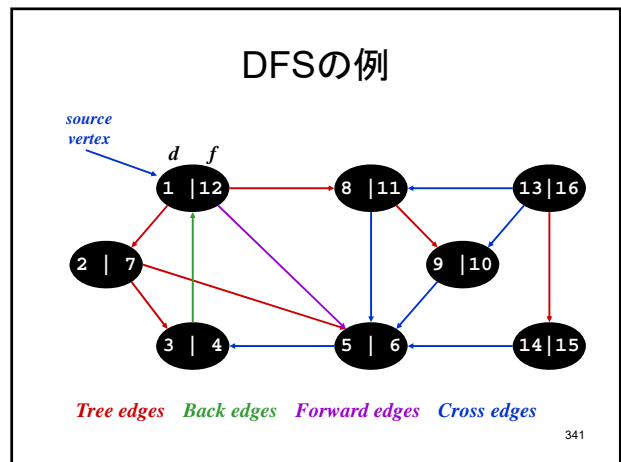 DFSの例
source
vertex
d f
1 |12
8 |11
13|16
2 | 7
9 |10
3 | 4
5 | 6
14|15
Tree edges Back edges Forward edges Cross edges
341